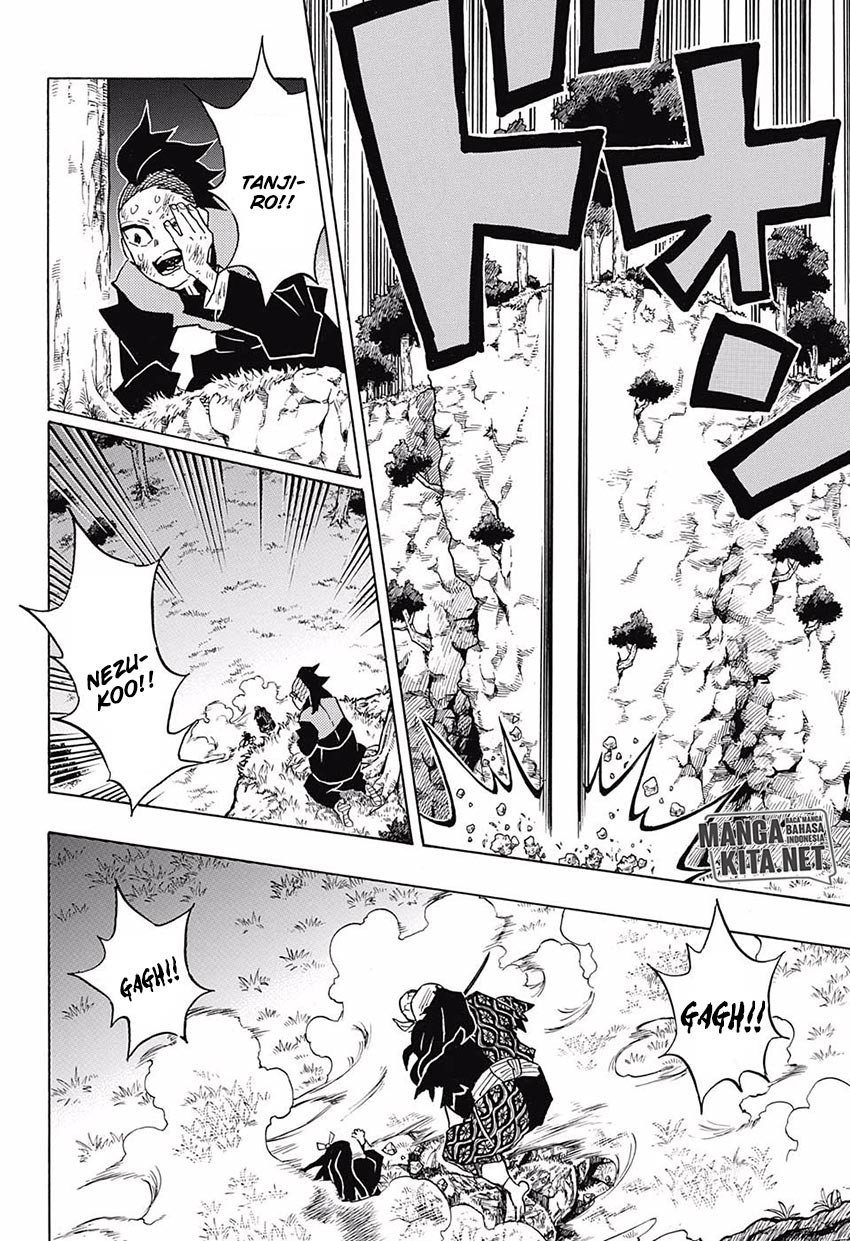 ドォン
TANJI-
RO!!
NEZU-
KOO!!
GAGH!!
GAGH!!
MANGA
KITA.NET
BACA MANGA
BAHASA
INDONESIA